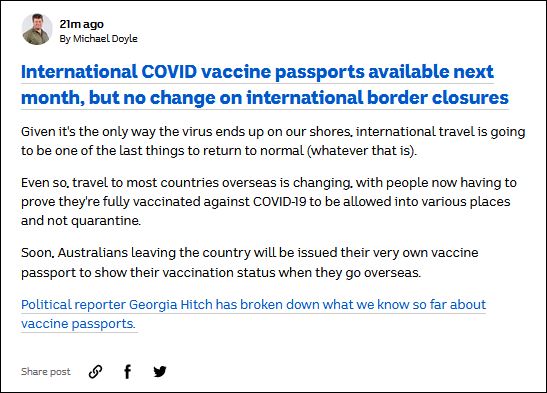 21m ago
By Michael Doyle
International COVID vaccine passports available next
month, but no change on international border closures
Given it's the only way the virus ends up on our shores, international travel is going
to be one of the last things to return to normal (whatever that is).
Even so, travel to most countries overseas is changing, with people now having to
prove they're fully vaccinated against COVID-19 to be allowed into various places
and not quarantine.
Soon, Australians leaving the country will be issued their very own vaccine
passport to show their vaccination status when they go overseas.
Political reporter Georgia Hitch has broken down what we know so far about
vaccine passports.
Share post